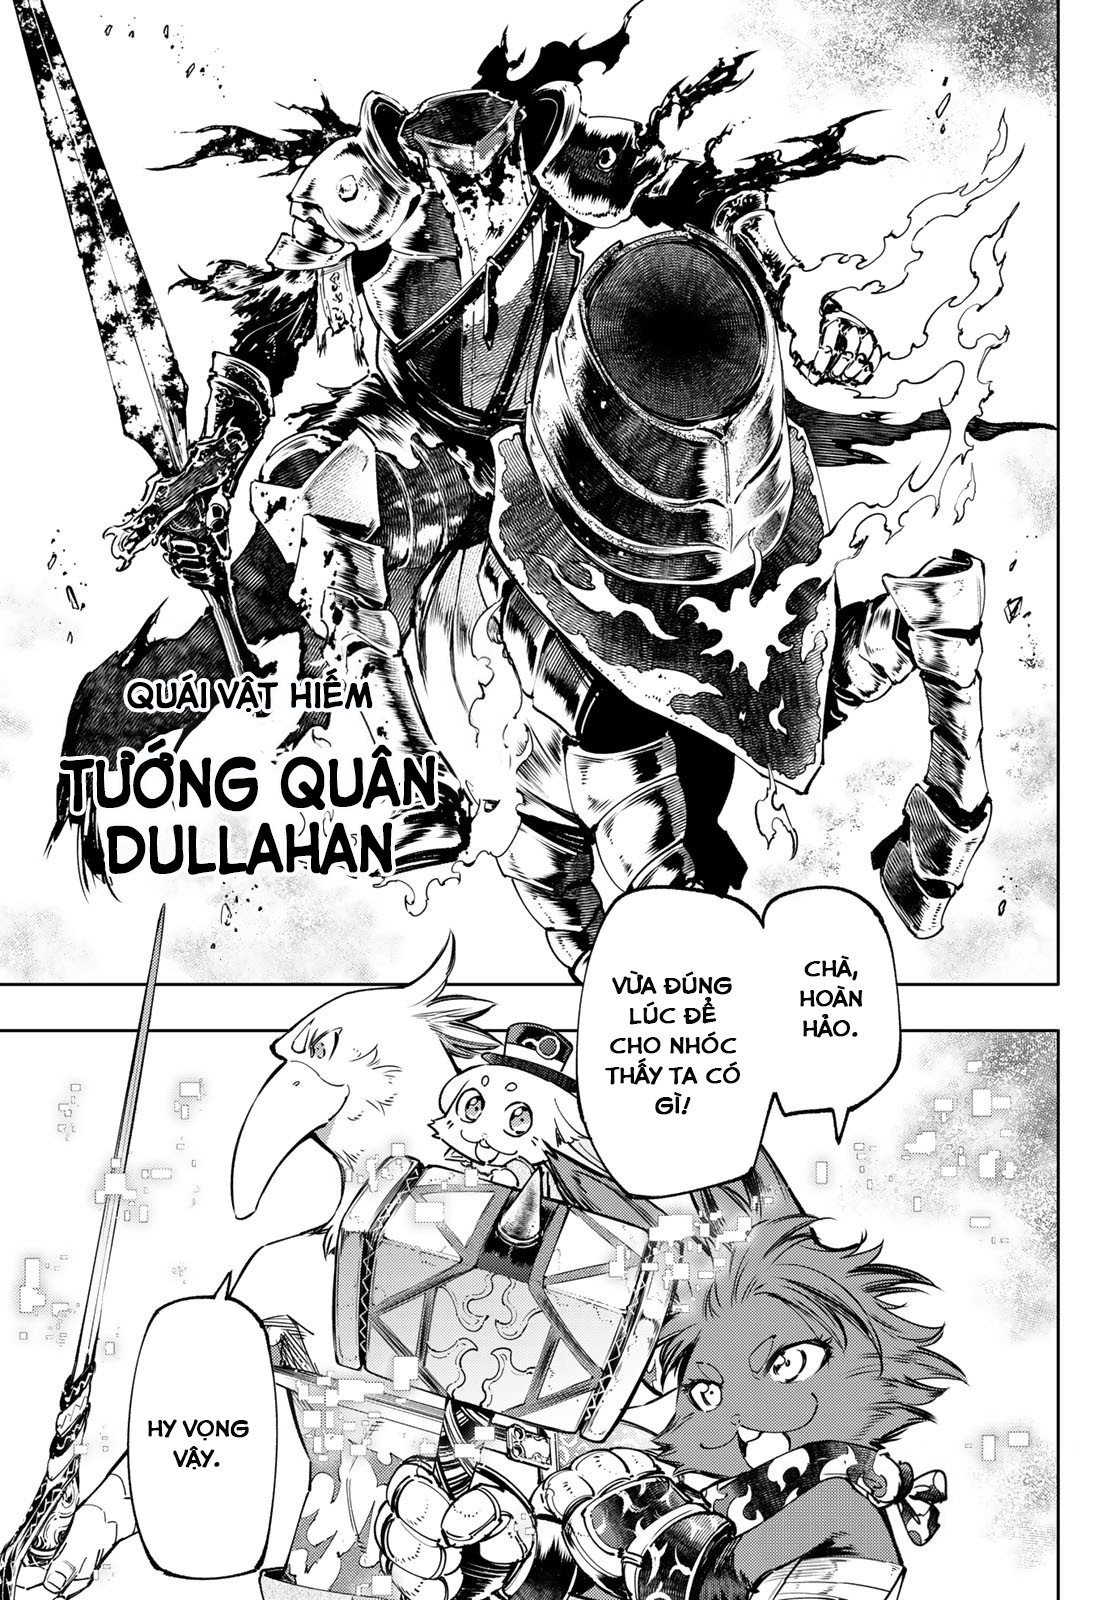 QUÁI VẬT HIẾM
TƯỚNG QUÂN
DULLAHAN
CHÀ,
HOÀN
HẢO.
VỪA ĐÚNG
LÚC ĐỂ
CHO NHÓC
THẤY TA CÓ
GÌ!
HY VỌNG
VẬY.